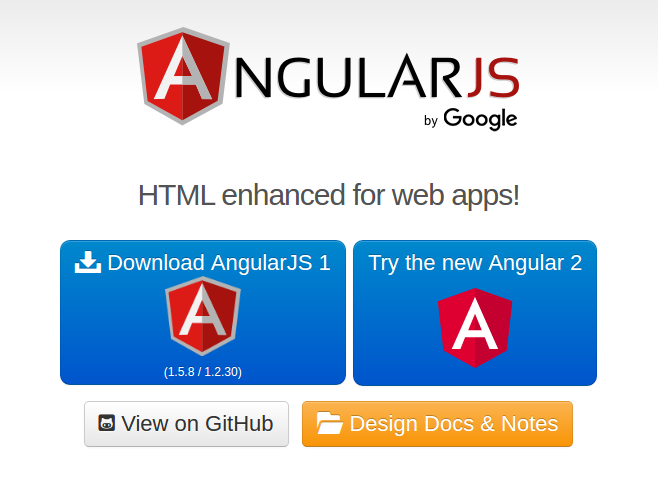 ANGULARJS
by Google
HTML enhanced for web apps!
Download AngularJS 1
A
(1.5.8 / 1.2.30)
Try the new Angular 2
A
View on GitHub
Design Docs & Notes